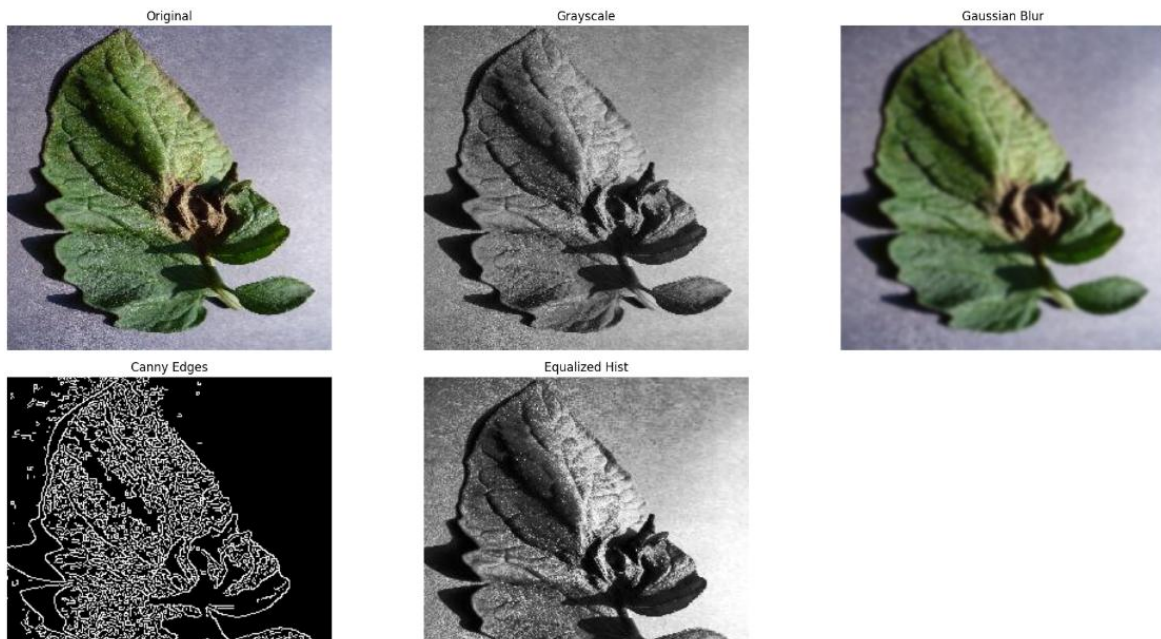 Original
Grayscale
Gaussian Blur
Canny Edges
Equalized Hist